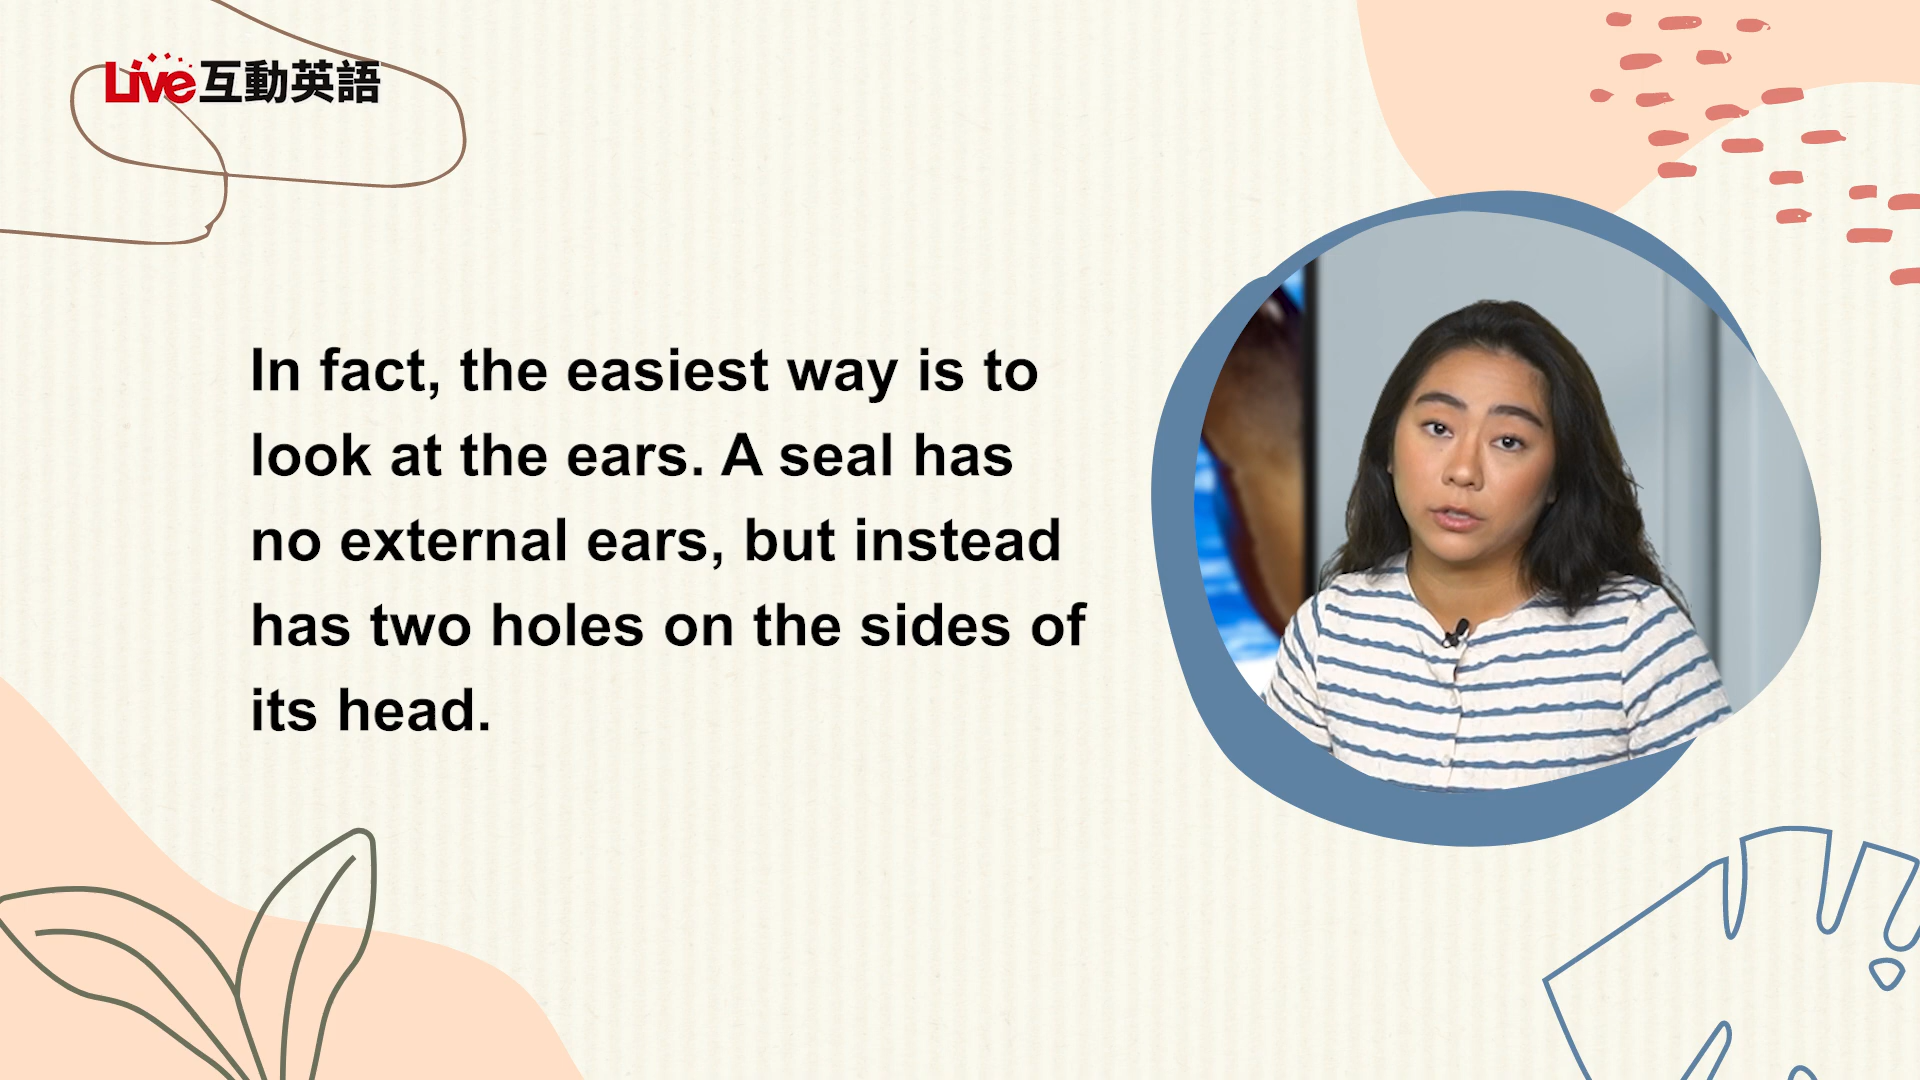 Live互動英語
In fact, the easiest way is to
look at the ears. A seal has
no external ears, but instead
has two holes on the sides of
its head.